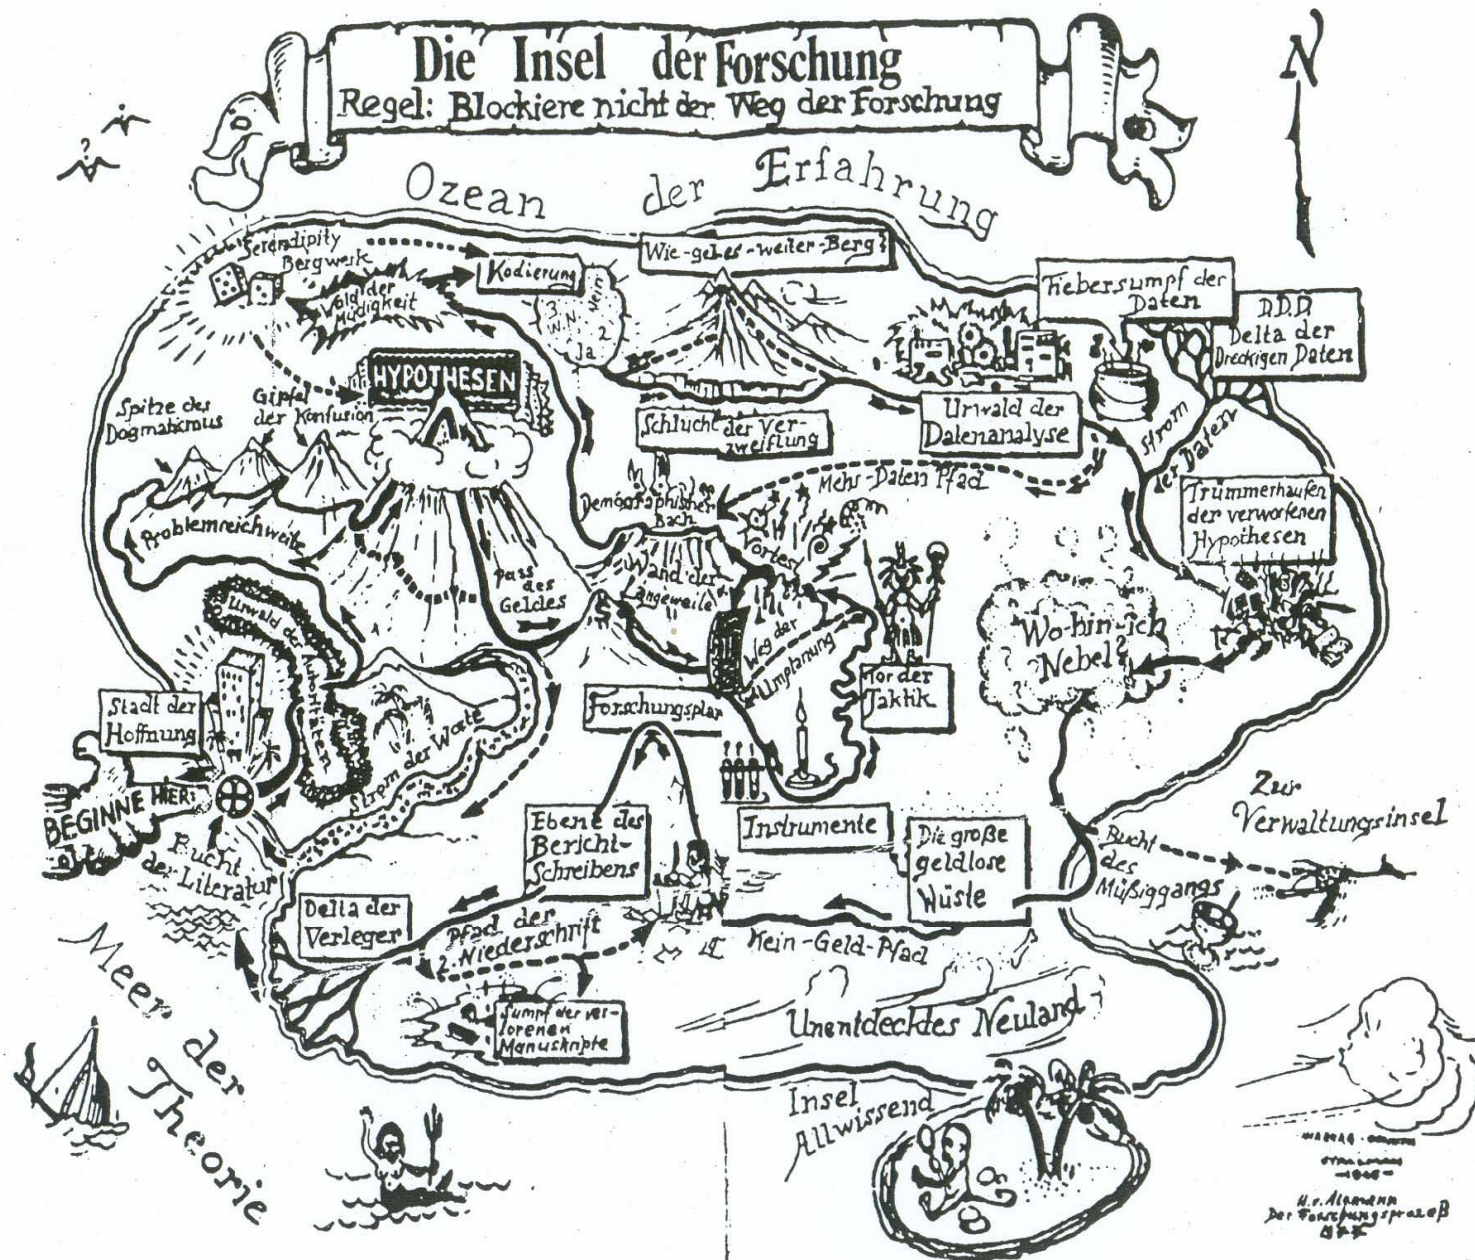 Die Insel der Forschung
Regel: Blockiere nicht der Weg der Forschung
N
?
Ozean der Erfahrung
Serendipity
Bergwerk
Wald der
Müdigkeit
Kodierung
3.
W.N.
Nein
2
Ja
Wie-geht-es-weiter-Berg?
Fiebersumpf der
Daten
D.D.D.
Delta der
Dreckigen Daten
HYPOTHESEN
Spitze des
Dogmatismus
Gipfel
der Konfusion
Schlucht der Ver-
zweiflung
Urwald der
Datenanalyse
Strom
der Daten
Mehr-Daten Pfad
Demographischer
Bach
Trümmerhaufen
der verworfenen
Hypothesen
Problemreichweite
Pass
des
Geldes
Wand der
Langeweile
Vortest
Weg der
Umplanung
Wo-hin-ich
Nebel?
Urwald der
Autoritäten
Stadt der
Hoffnung
Strom der Worte
Forschungsplan
Tor der
Taktik
BEGINNE HIER:
Bucht
der Literatur
Ebene des
Bericht-
Schreibens
Instrumente
Die große
geldlose
Wüste
Zur
Verwaltungsinsel
Bucht
des
Müßiggangs
Delta der
Verleger
Pfad der
2. Niederschrift
Kein-Geld-Pfad
Sumpf der ver-
lorenen
Manuskripte
Unentdecktes Neuland
Meer der
Theorie
Insel
Allwissend
H. v. Alemann
Der Forschungsprozeß